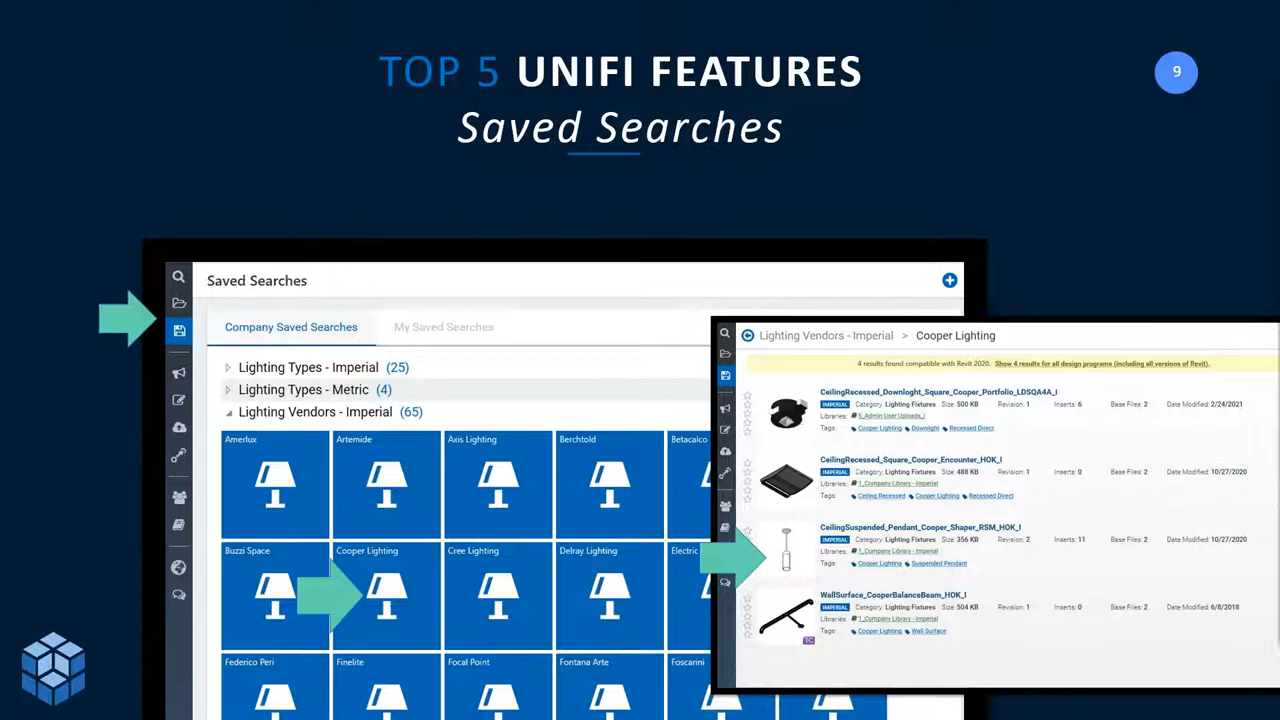 TOP 5 UNIFI FEATURES
9
Saved Searches
Saved Searches
Company Saved Searches
My Saved Searches
Lighting Types - Imperial (25)
Lighting Types - Metric (4)
Lighting Vendors - Imperial (65)
Amerlux
Artemide
Axis Lighting
Berchtold
Betacalco
Buzzi Space
Cooper Lighting
Cree Lighting
Delray Lighting
Electric
Federico Peri
Finelite
Focal Point
Fontana Arte
Foscarini
Lighting Vendors - Imperial > Cooper Lighting
4 results found compatible with Revit 2020. Show 4 results for all design programs (including all versions of Revit).
CeilingRecessed_Downloght_Square_Cooper_Portfolio_LDSQA4A_I
IMPERIAL Category: Lighting Fixtures Size: 500 KB Revision: 1 Inserts: 6 Base Files: 2 Date Modified: 2/24/2021
Libraries: 5_Admin User Uploads_I
Tags: Cooper Lighting Downlight Recessed Direct
CeilingRecessed_Square_Cooper_Encounter_HOK_I
IMPERIAL Category: Lighting Fixtures Size: 488 KB Revision: 1 Inserts: 0 Base Files: 2 Date Modified: 10/27/2020
Libraries: 1_Company Library - Imperial
Tags: Ceiling Recessed Cooper Lighting Recessed Direct
CeilingSuspended_Pendant_Cooper_Shaper_RSM_HOK_I
IMPERIAL Category: Lighting Fixtures Size: 356 KB Revision: 2 Inserts: 11 Base Files: 2 Date Modified: 10/27/2020
Libraries: 1_Company Library - Imperial
Tags: Cooper Lighting Suspended Pendant
WallSurface_CooperBalanceBeam_HOK_I
IMPERIAL Category: Lighting Fixtures Size: 504 KB Revision: 1 Inserts: 0 Base Files: 2 Date Modified: 6/8/2018
Libraries: 1_Company Library - Imperial
Tags: Cooper Lighting Wall Surface
TC